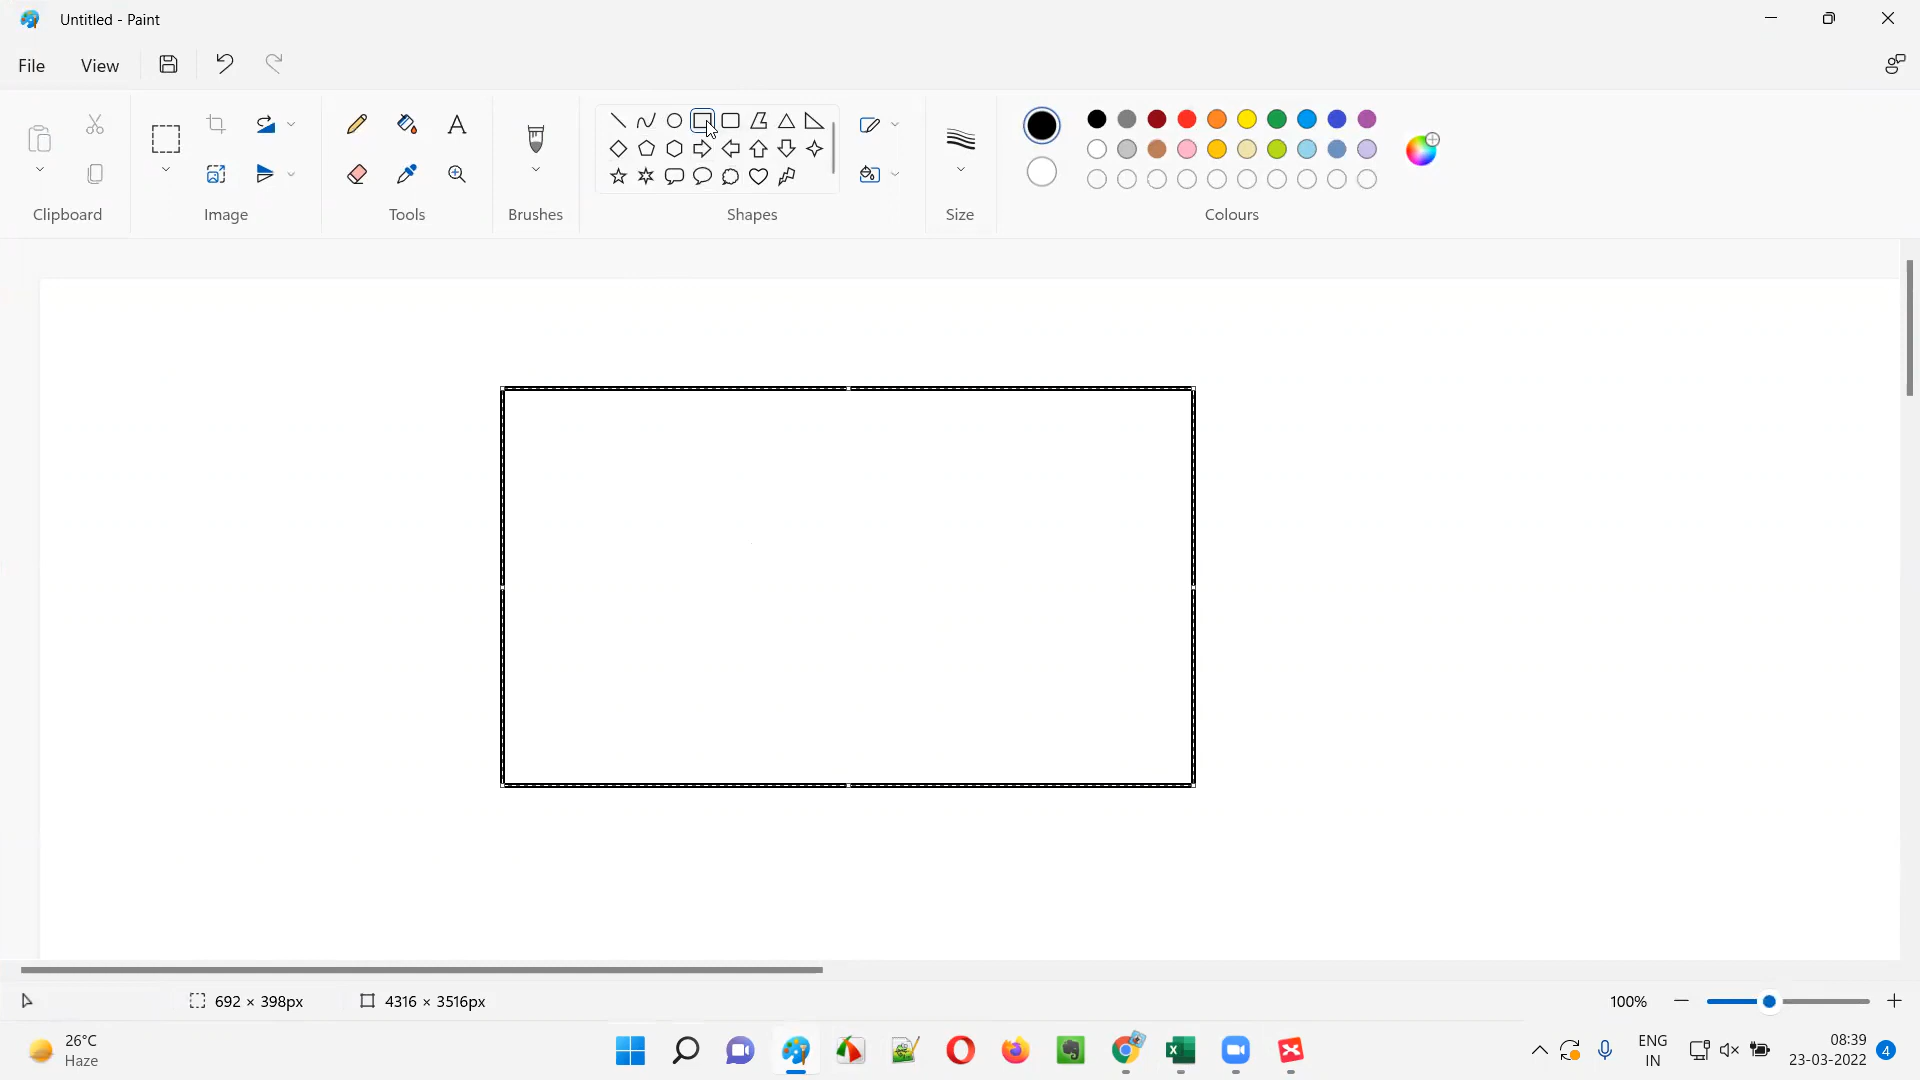 Untitled - Paint
File View
Clipboard Image Tools Brushes Shapes Size Colours
692 × 398px 4316 × 3516px 100%
26°C
Haze
ENG
IN
08:39
23-03-2022
4